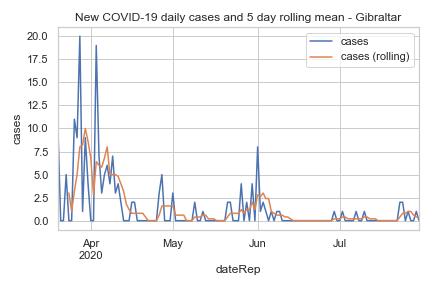 New COVID-19 daily cases and 5 day rolling mean - Gibraltar
cases
cases (rolling)
20.0
17.5
15.0
12.5
10.0
7.5
5.0
2.5
0.0
cases
Apr
2020
May
Jun
Jul
dateRep